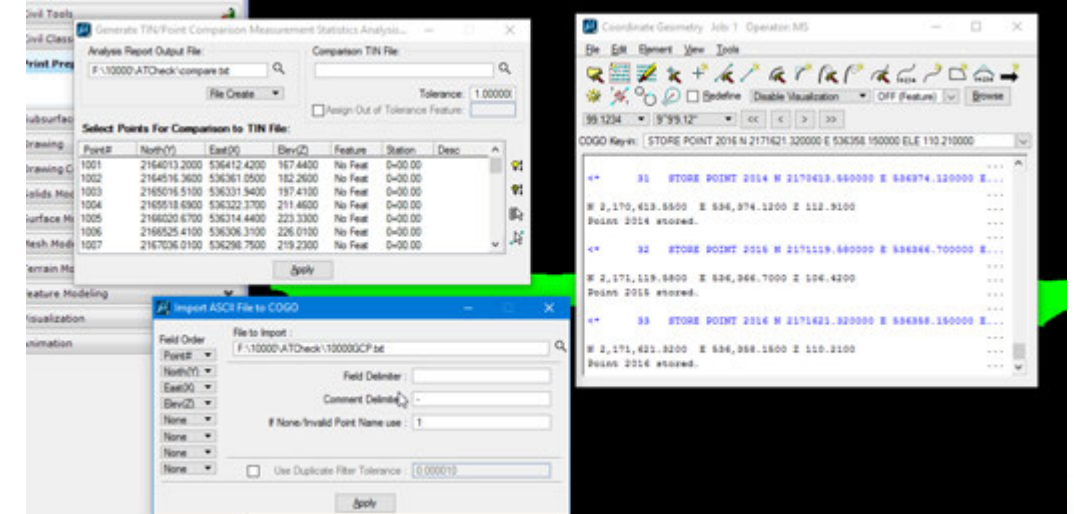 Civil Tools
Civil Class
Print Prep
Subsurfac
Drawing
Drawing C
Solids Mod
Surface M
Mesh Mod
Terrain Mo
Feature Modeling
Visualization
Animation
Generate TIN/Point Comparison Measurement Statistics Analysis...
Analysis Report Output File:
Comparison TIN File:
F:\10000\ATCheck\compare.txt
File Create
Tolerance: 1.00000
Assign Out of Tolerance Feature:
Select Points For Comparison to TIN File:
Point# North(Y) East(X) Elev(Z) Feature Station Desc
1001 2164013.2000 536412.4200 167.4400 No Feat 0+00.00
1002 2164516.3600 536361.0500 182.2600 No Feat 0+00.00
1003 2165016.5100 536331.9400 197.4100 No Feat 0+00.00
1004 2165518.6900 536322.3700 211.4600 No Feat 0+00.00
1005 2166020.6700 536314.4400 223.3300 No Feat 0+00.00
1006 2166525.4100 536306.3100 226.0100 No Feat 0+00.00
1007 2167036.0100 536298.7500 219.2300 No Feat 0+00.00
Apply
Import ASCII File to COGO
Field Order
File to Import :
Point#
F:\10000\ATCheck\10000GCP.txt
North(Y)
East(X)
Elev(Z)
None
None
None
None
Field Delimiter :
Comment Delimite
-
If None/Invalid Point Name use : 1
Use Duplicate Filter Tolerance : 0.000010
Apply
Coordinate Geometry Job: 1 Operator: MS
File Edit Element View Tools
Redefine Disable Visualization OFF (Feature) Browse
99.1234 9°9'9.12" << < > >>
COGO Key-in: STORE POINT 2016 N 2171621.320000 E 536358.150000 ELE 110.210000
<* 31 STORE POINT 2014 N 2170613.550000 E 536374.120000 E...
N 2,170,613.5500 E 536,374.1200 Z 112.9100
Point 2014 stored.
<* 32 STORE POINT 2015 N 2171119.580000 E 536366.700000 E...
N 2,171,119.5800 E 536,366.7000 Z 106.4200
Point 2015 stored.
<* 33 STORE POINT 2016 N 2171621.320000 E 536358.150000 E...
N 2,171,621.3200 E 536,358.1500 Z 110.2100
Point 2016 stored.